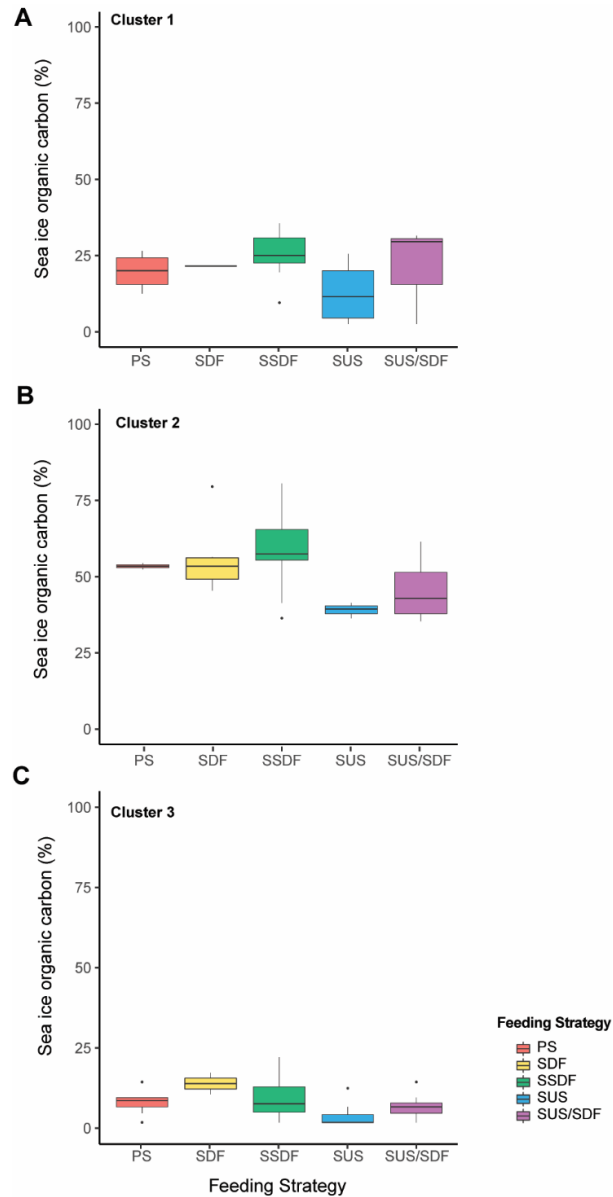 A
Cluster 1
Sea ice organic carbon (%)
100
75
50
25
0
PS SDF SSDF SUS SUS/SDF
B
Cluster 2
Sea ice organic carbon (%)
100
75
50
25
0
PS SDF SSDF SUS SUS/SDF
C
Cluster 3
Sea ice organic carbon (%)
100
75
50
25
0
PS SDF SSDF SUS SUS/SDF
Feeding Strategy
Feeding Strategy
PS
SDF
SSDF
SUS
SUS/SDF